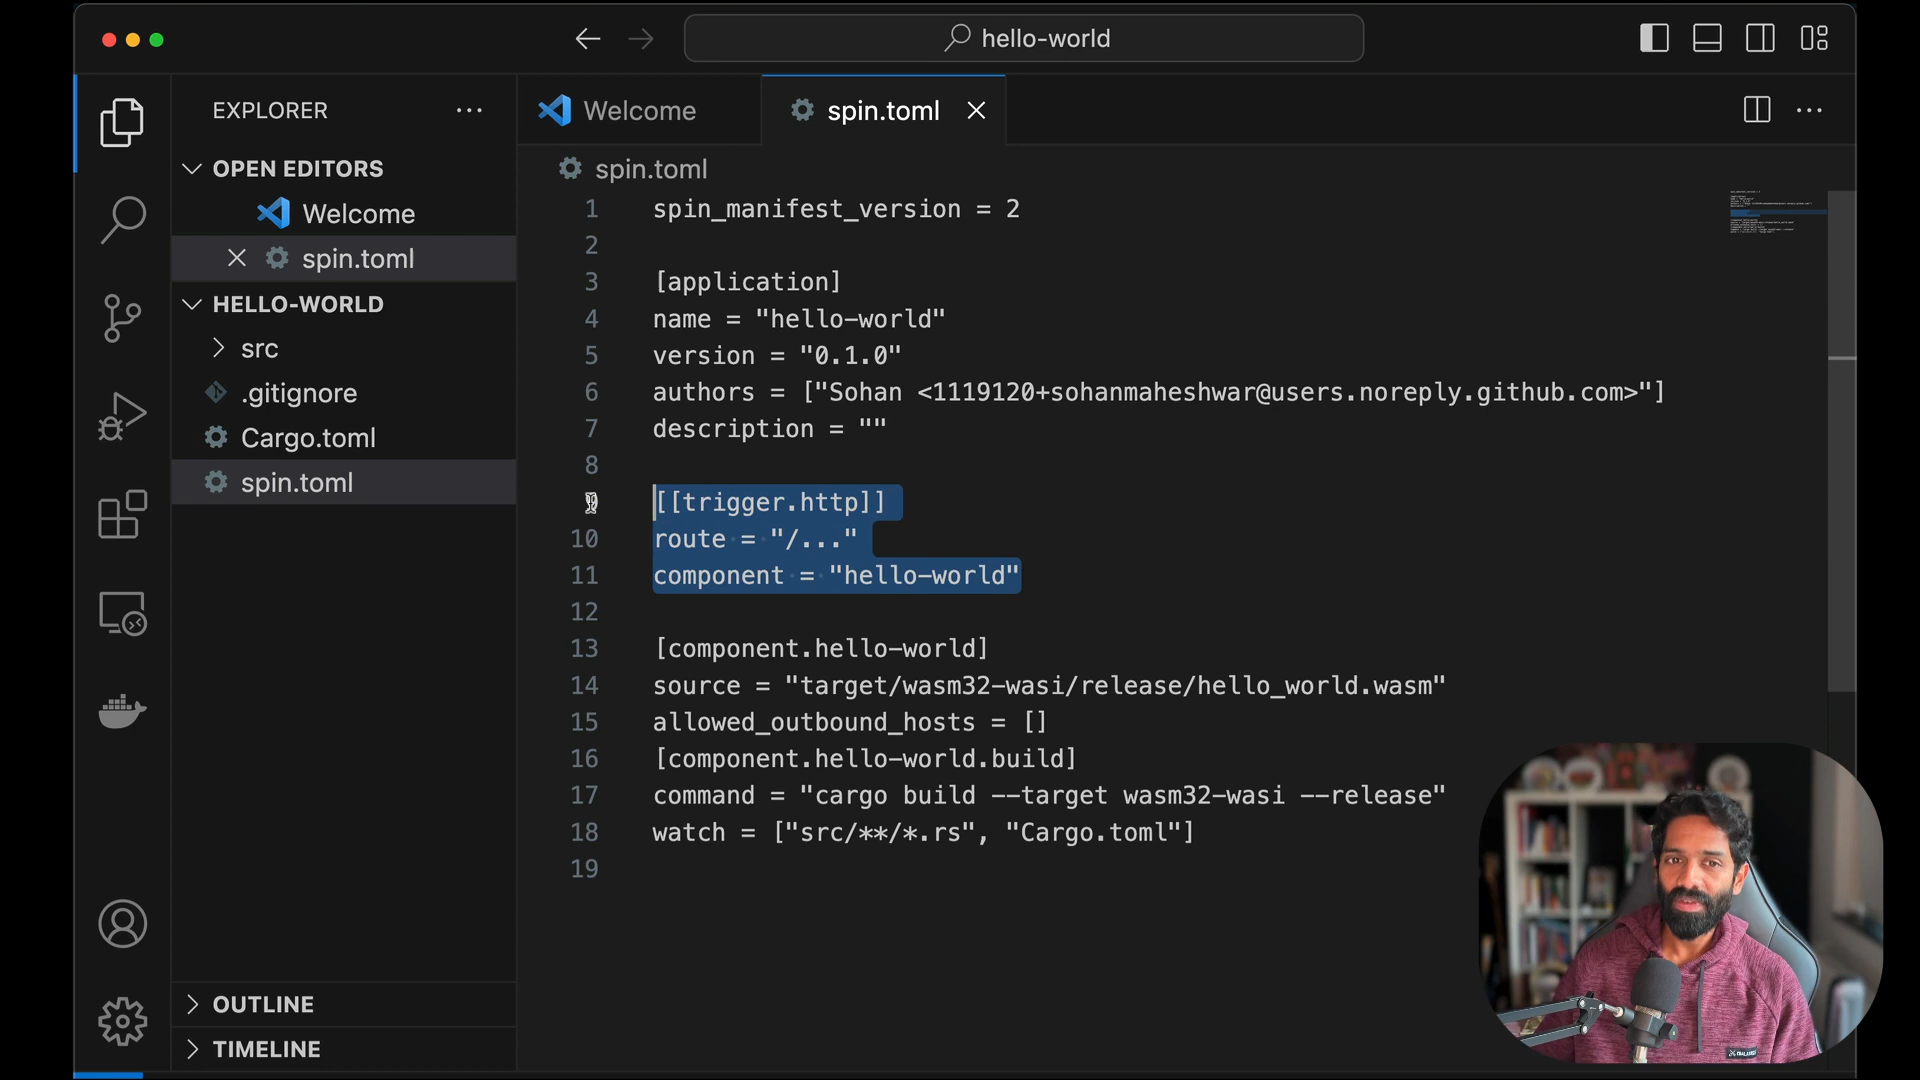 hello-world
EXPLORER
Welcome
spin.toml
OPEN EDITORS
Welcome
spin.toml
HELLO-WORLD
src
.gitignore
Cargo.toml
spin.toml
OUTLINE
TIMELINE
spin.toml
1 spin_manifest_version = 2
2
3 [application]
4 name = "hello-world"
5 version = "0.1.0"
6 authors = ["Sohan <1119120+sohanmaheshwar@users.noreply.github.com>"]
7 description = ""
8
9 [[trigger.http]]
10 route = "/..."
11 component = "hello-world"
12
13 [component.hello-world]
14 source = "target/wasm32-wasi/release/hello_world.wasm"
15 allowed_outbound_hosts = []
16 [component.hello-world.build]
17 command = "cargo build --target wasm32-wasi --release"
18 watch = ["src/**/*.rs", "Cargo.toml"]
19